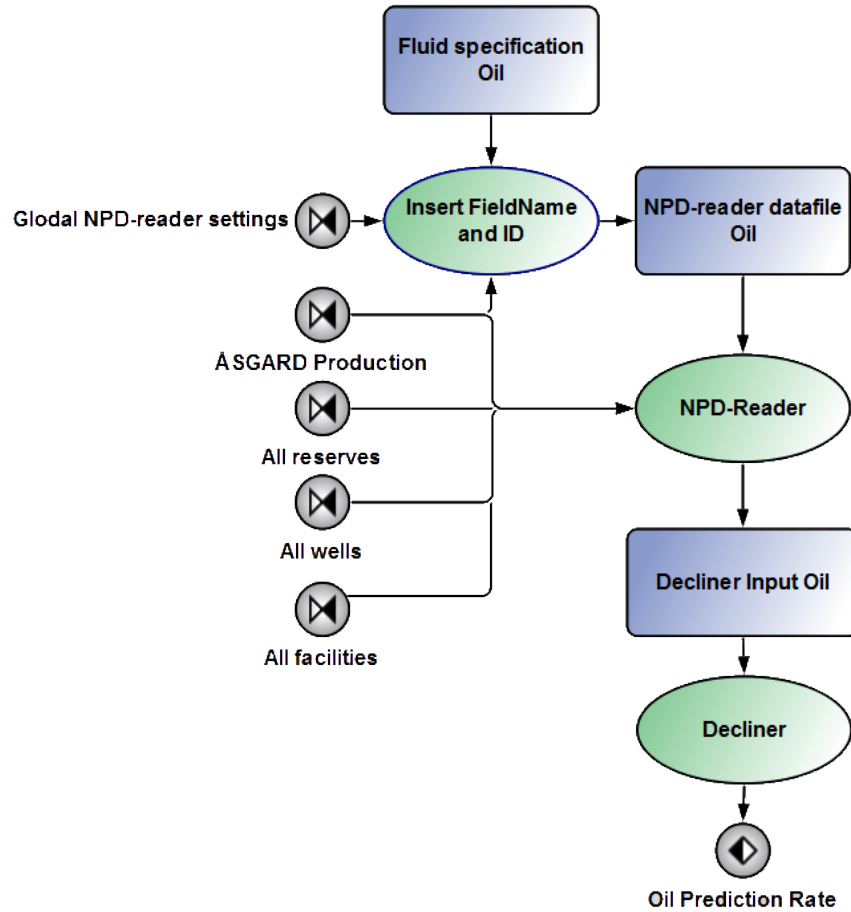 Fluid specification
Oil
Glodal NPD-reader settings
Insert FieldName
and ID
NPD-reader datafile
Oil
ÅSGARD Production
All reserves
NPD-Reader
All wells
Decliner Input Oil
All facilities
Decliner
Oil Prediction Rate